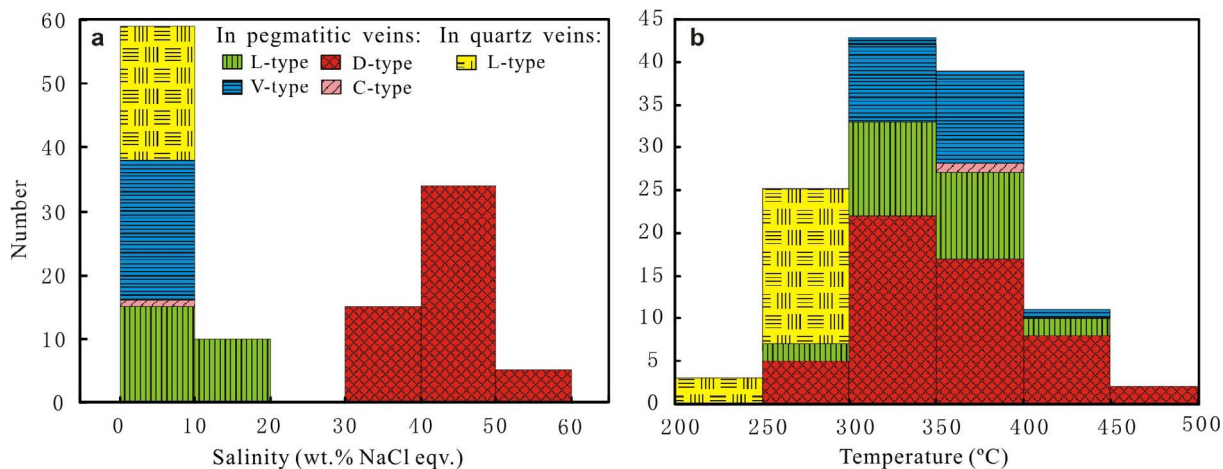 a
In pegmatitic veins: In quartz veins:
L-type D-type L-type
V-type C-type
Number
60
50
40
30
20
10
0
0 10 20 30 40 50 60
Salinity (wt.% NaCl eqv.)
b
45
40
35
30
25
20
15
10
5
0
200 250 300 350 400 450 500
Temperature (ºC)